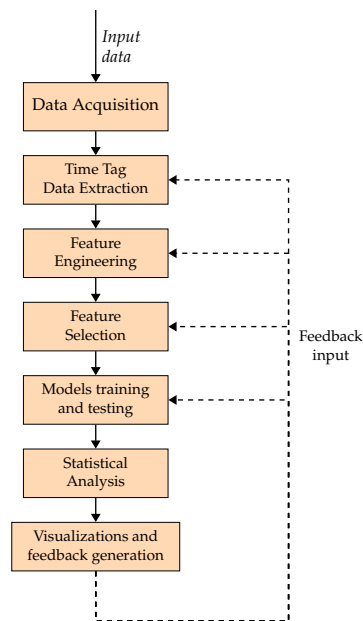 Input
data
Data Acquisition
Time Tag
Data Extraction
Feature
Engineering
Feature
Selection
Feedback
input
Models training
and testing
Statistical
Analysis
Visualizations and
feedback generation